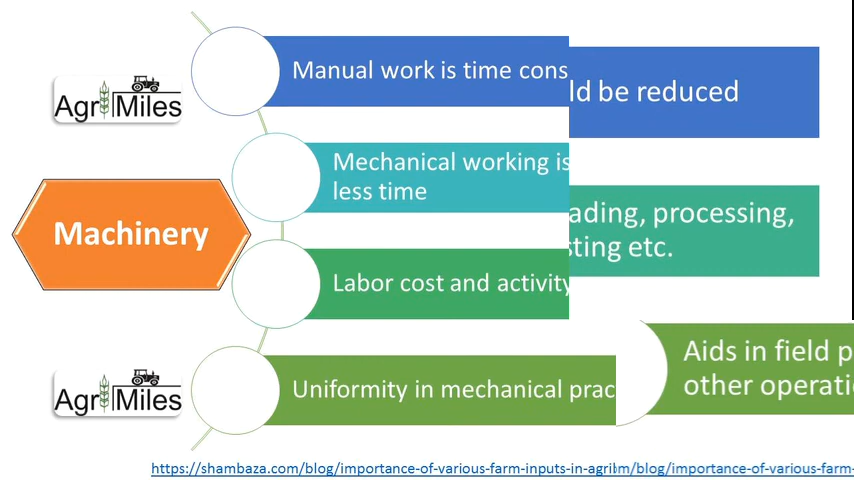 Manual work is time cons
ld be reduced
Agri Miles
Mechanical working is
less time
ading, processing,
sting etc.
Machinery
Labor cost and activity
Aids in field p
other operati
Uniformity in mechanical prac
Agri Miles
https://shambaza.com/blog/importance-of-various-farm-inputs-in-agri
m/blog/importance-of-various-farm-